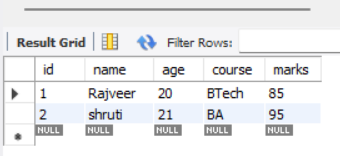 Result Grid Filter Rows:
id name age course marks
1 Rajveer 20 BTech 85
2 shruti 21 BA 95
NULL NULL NULL NULL NULL